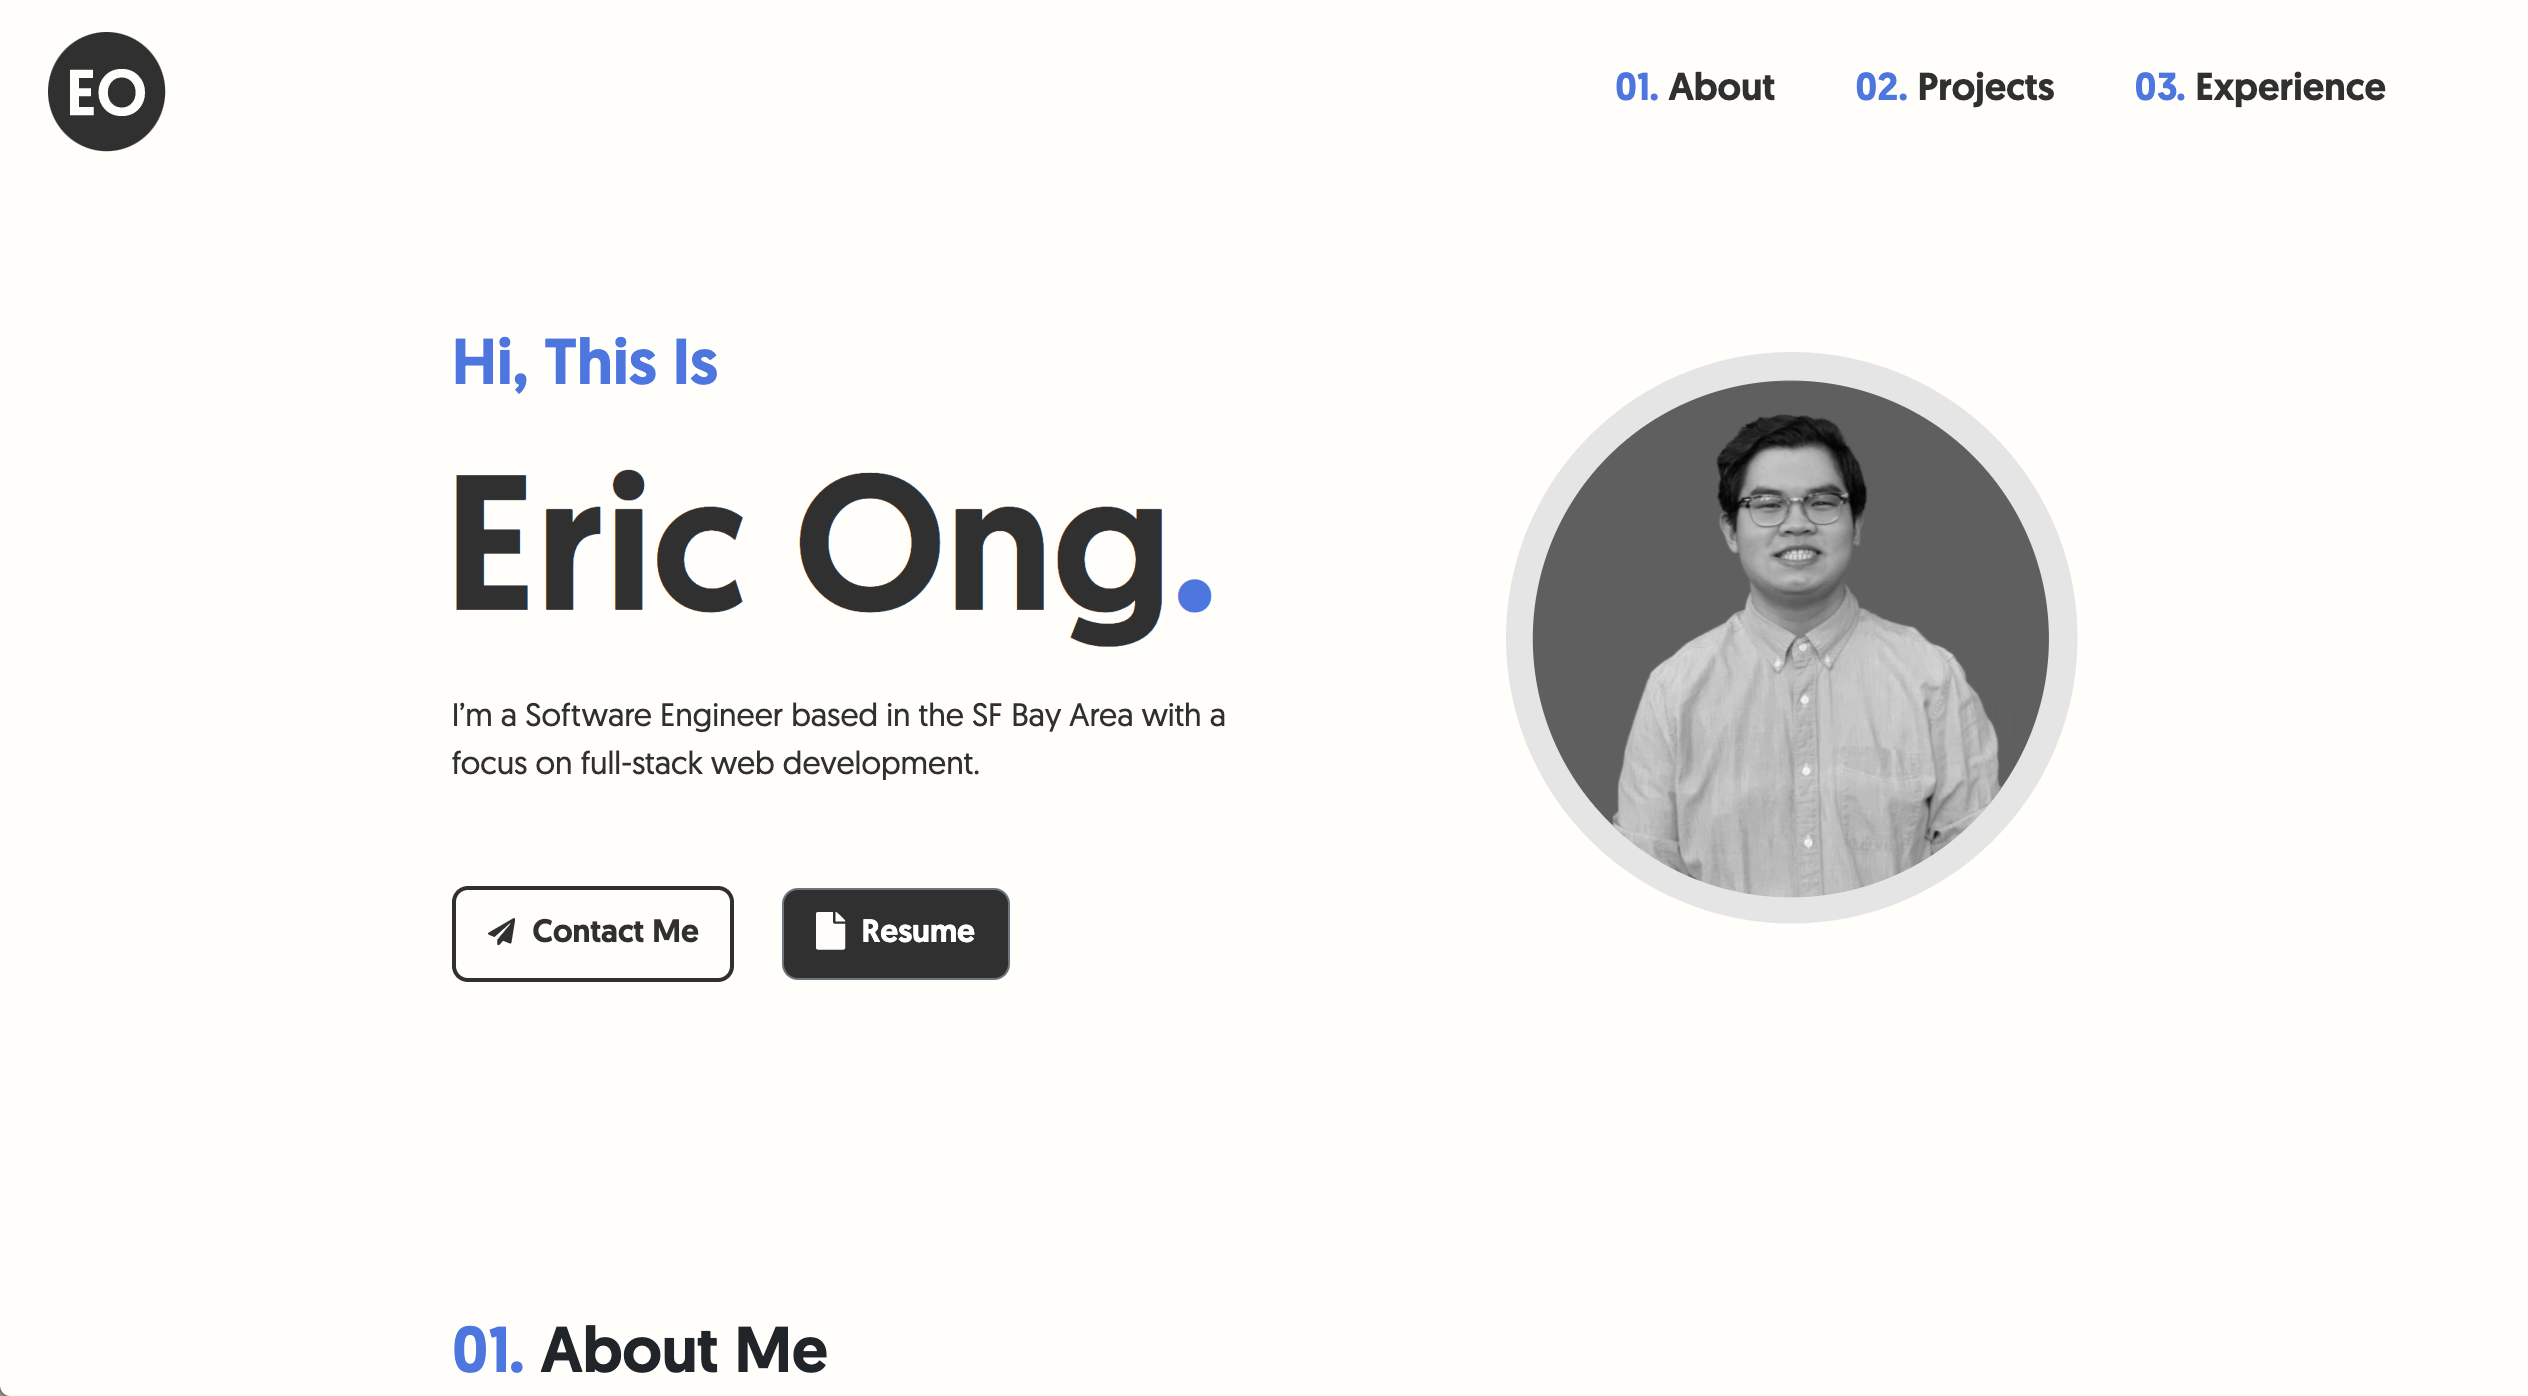 EO
01. About 02. Projects 03. Experience
Hi, This Is
Eric Ong.
I’m a Software Engineer based in the SF Bay Area with a
focus on full-stack web development.
Contact Me Resume
01. About Me